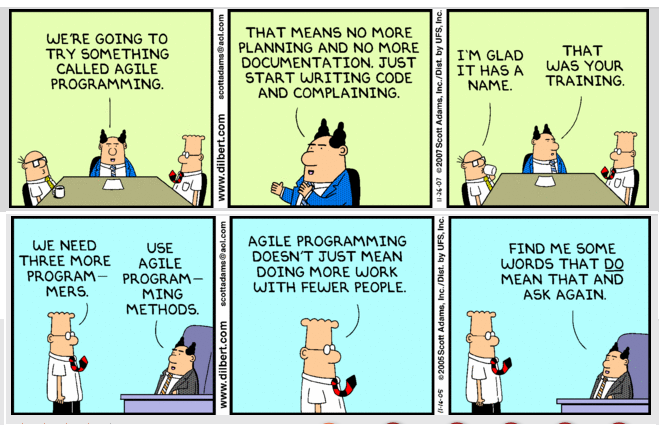 WE'RE GOING TO
TRY SOMETHING
CALLED AGILE
PROGRAMMING.
www.dilbert.com
scottadams@aol.com
THAT MEANS NO MORE
PLANNING AND NO MORE
DOCUMENTATION. JUST
START WRITING CODE
AND COMPLAINING.
11-26-07 ©2007 Scott Adams, Inc./Dist. by UFS, Inc.
I'M GLAD
IT HAS A
NAME.
THAT
WAS YOUR
TRAINING.
WE NEED
THREE MORE
PROGRAM—
MERS.
USE
AGILE
PROGRAM—
MING
METHODS.
www.dilbert.com
scottadams@aol.com
AGILE PROGRAMMING
DOESN'T JUST MEAN
DOING MORE WORK
WITH FEWER PEOPLE.
11-16-05 ©2005 Scott Adams, Inc./Dist. by UFS, Inc.
FIND ME SOME
WORDS THAT DO
MEAN THAT AND
ASK AGAIN.